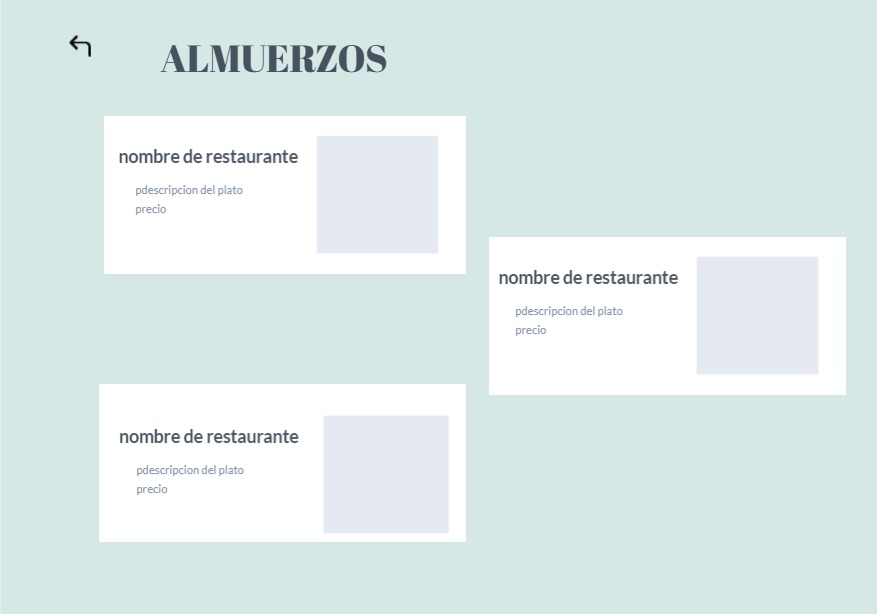 ALMUERZOS
nombre de restaurante
pdescripcion del plato
precio
nombre de restaurante
pdescripcion del plato
precio
nombre de restaurante
pdescripcion del plato
precio